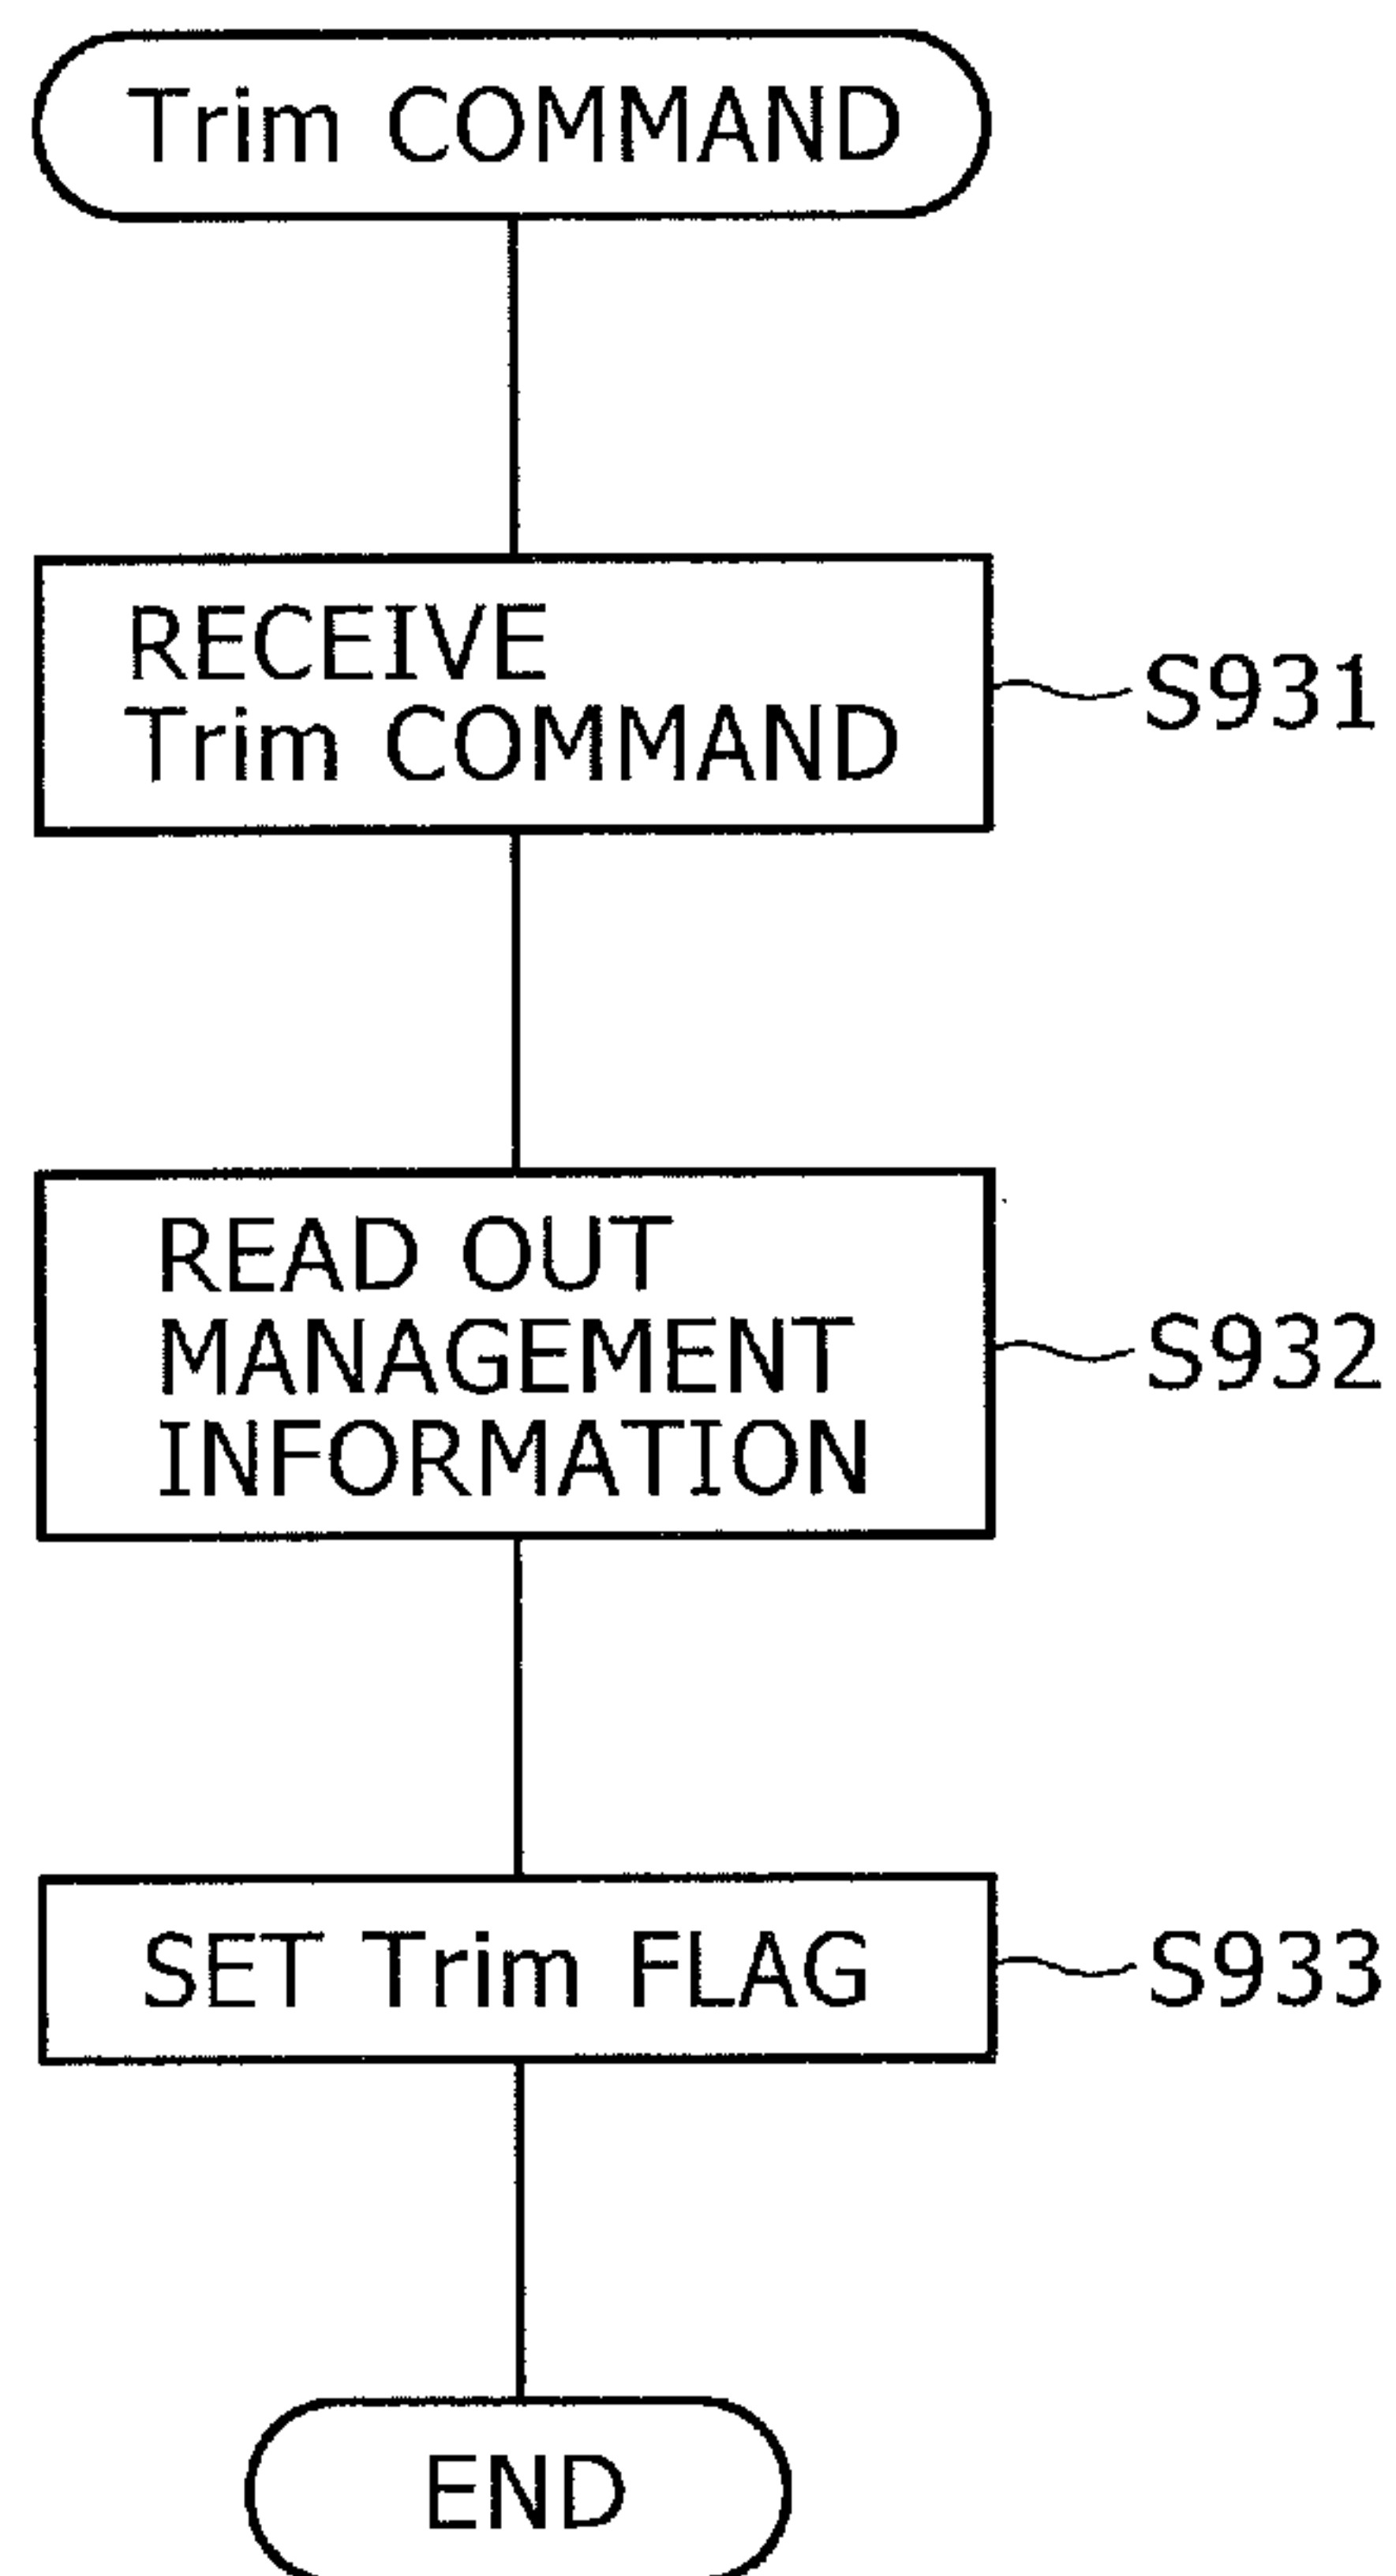 Trim COMMAND
RECEIVE
Trim COMMAND
S931
READ OUT
MANAGEMENT
INFORMATION
S932
SET Trim FLAG
S933
END